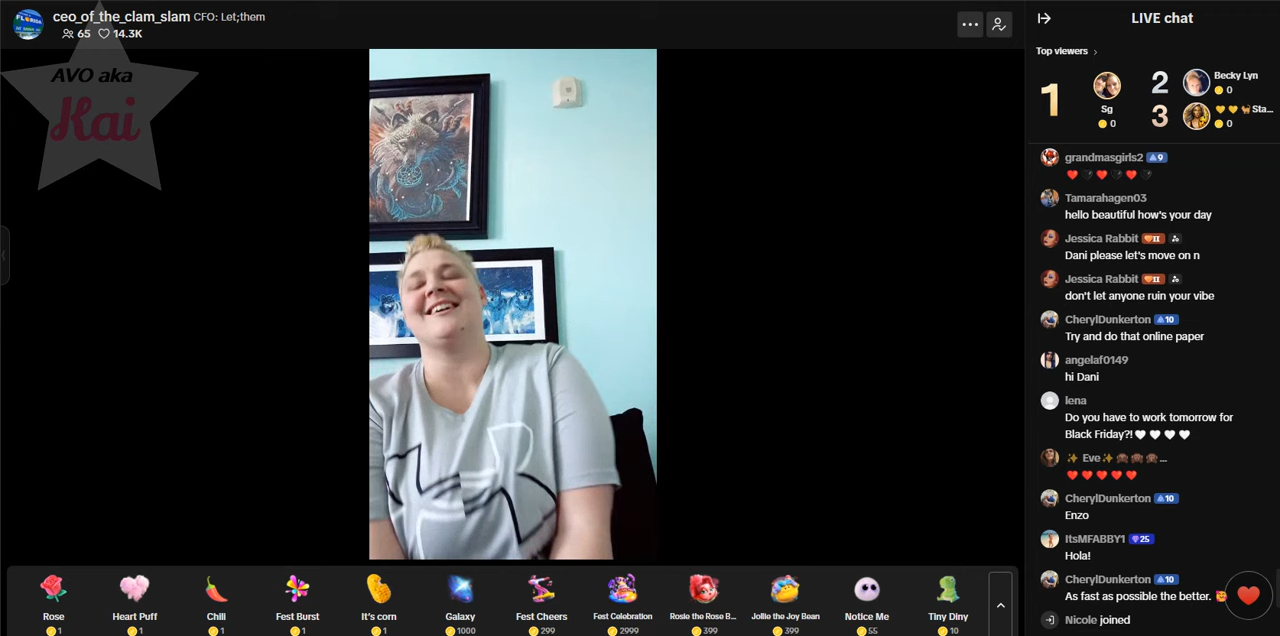 ceo_of_the_clam_slam CFO: Let;them
65 14.3K
AVO aka
Kai
LIVE chat
Top viewers
1
Sg
0
2
Becky Lyn
0
3
Sta...
0
grandmasgirls2 9
Tamarahagen03
hello beautiful how's your day
Jessica Rabbit II
Dani please let's move on n
Jessica Rabbit II
don't let anyone ruin your vibe
CherylDunkerton 10
Try and do that online paper
angelaf0149
hi Dani
lena
Do you have to work tomorrow for
Black Friday?!
Eve ...
CherylDunkerton 10
Enzo
ItsMFABBY1 25
Hola!
CherylDunkerton 10
As fast as possible the better.
Nicole joined
Rose
1
Heart Puff
1
Chili
1
Fest Burst
1
It's corn
1
Galaxy
1000
Fest Cheers
299
Fest Celebration
2999
Rosie the Rose B...
399
Jollie the Joy Bean
399
Notice Me
55
Tiny Diny
10